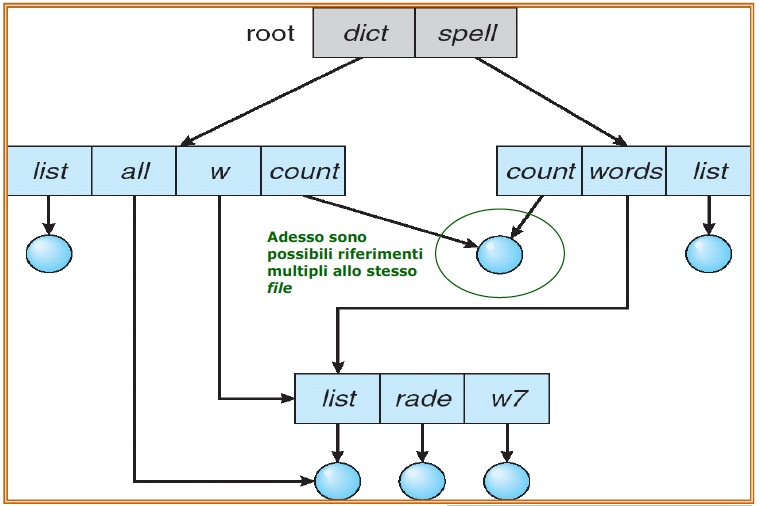 root dict spell
list all w count count words list
Adesso sono
possibili riferimenti
multipli allo stesso
file
list rade w7